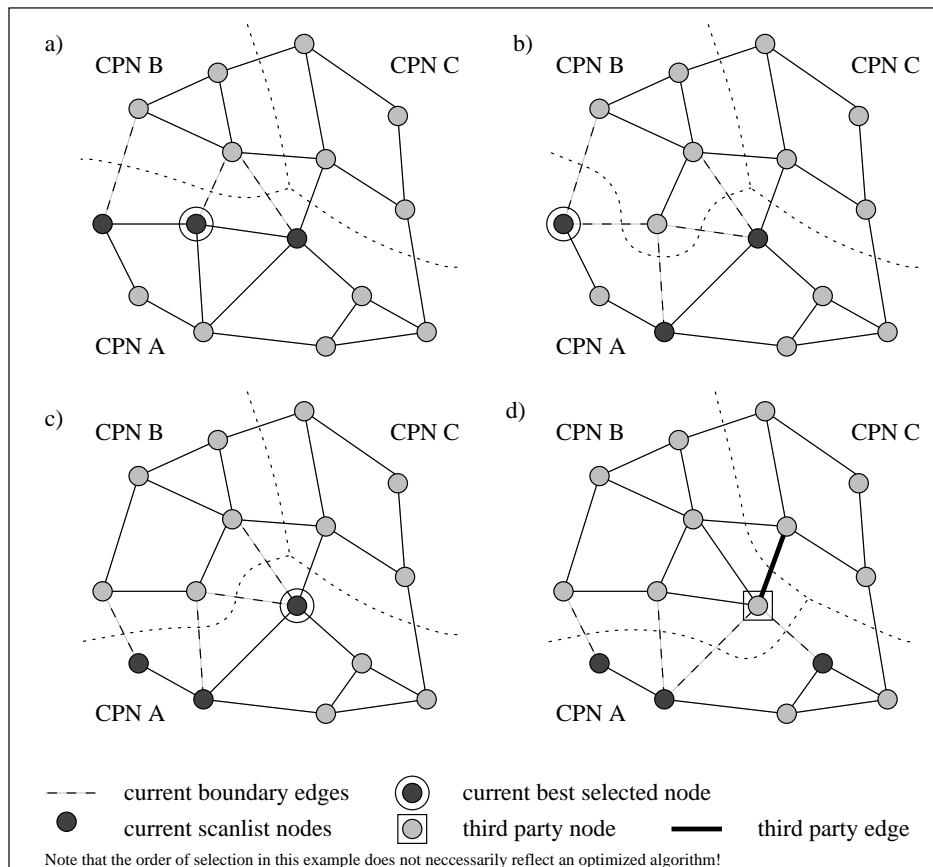 a)
CPN B
CPN C
CPN A
b)
CPN B
CPN C
CPN A
c)
CPN B
CPN C
CPN A
d)
CPN B
CPN C
CPN A
current boundary edges
current best selected node
current scanlist nodes
third party node
third party edge
Note that the order of selection in this example does not neccessarily reflect an optimized algorithm!